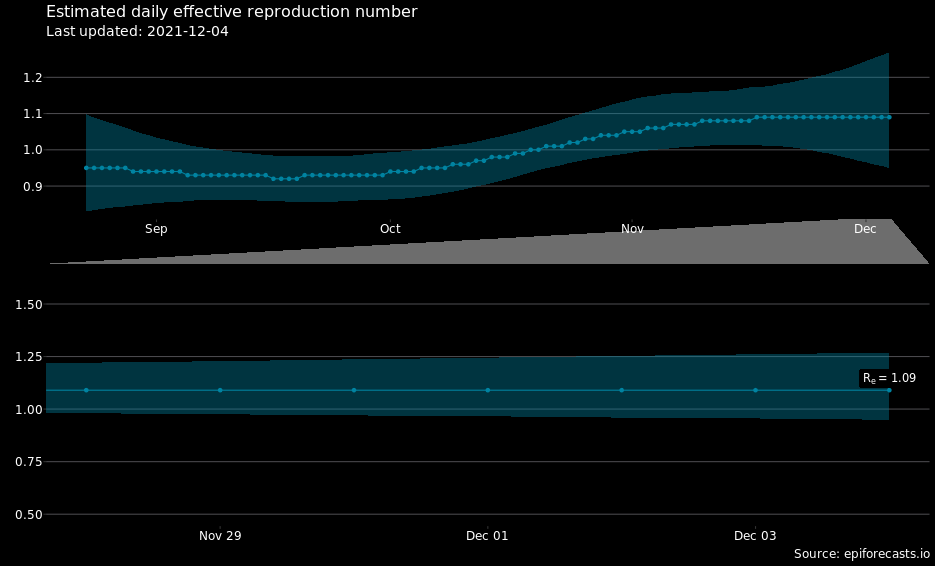 Estimated daily effective reproduction number
Last updated: 2021-12-04
1.2
1.1
1.0
0.9
Sep Oct Nov Dec
1.50
1.25
Re = 1.09
1.00
0.75
0.50
Nov 29 Dec 01 Dec 03
Source: epiforecasts.io